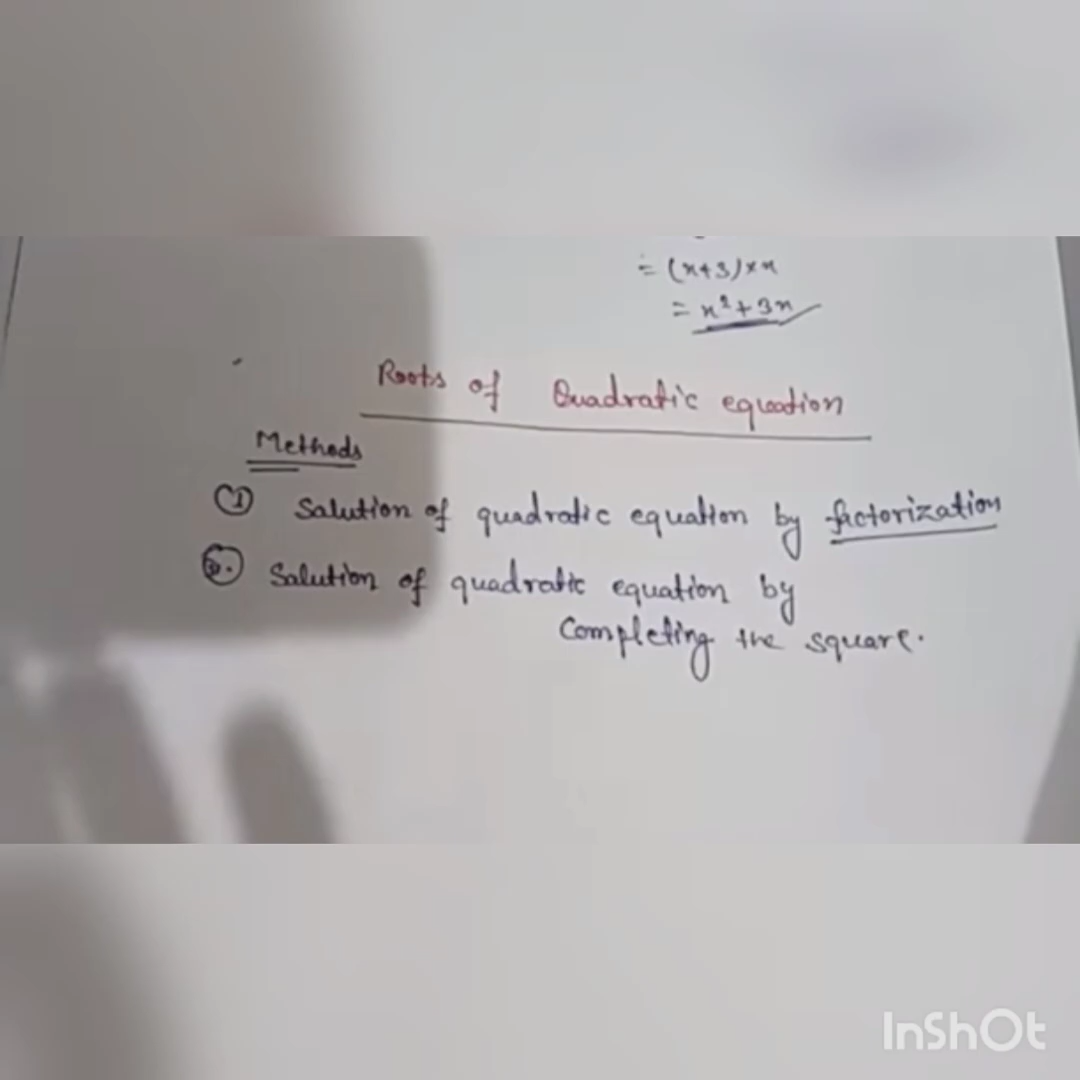 = (x+3)×x
= x²+3x
Roots of Quadratic equation
Methods
① Salution of quadratic equation by factorization
②. Salution of quadratic equation by
Completing the square.
InShOt